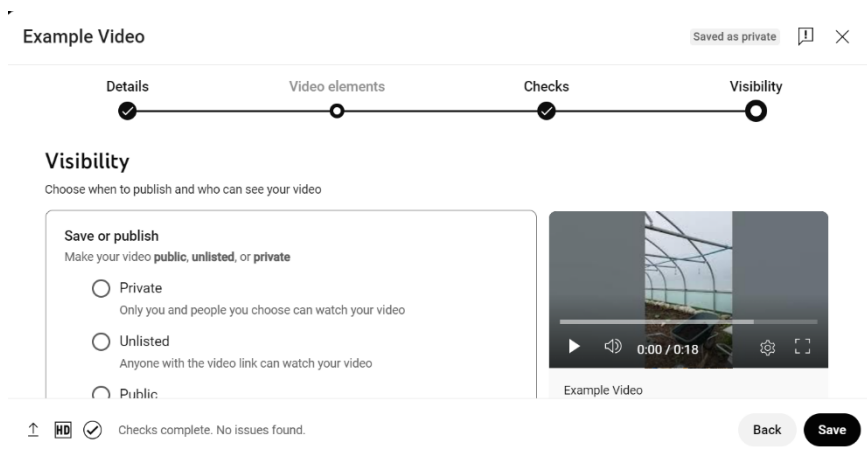 Example Video
Saved as private
Details
Video elements
Checks
Visibility
Visibility
Choose when to publish and who can see your video
Save or publish
Make your video public, unlisted, or private
Private
Only you and people you choose can watch your video
Unlisted
Anyone with the video link can watch your video
Public
0:00 / 0:18
Example Video
HD
Checks complete. No issues found.
Back
Save